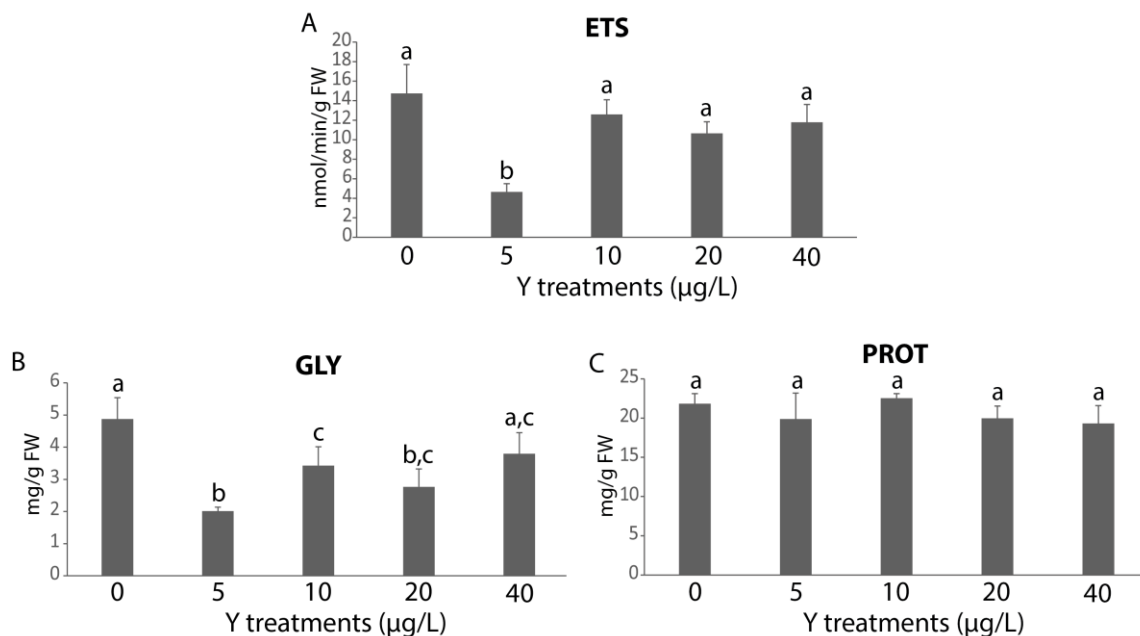 A
ETS
nmol/min/g FW
20
18
16
14
12
10
8
6
4
2
0
a
b
a
a
a
0 5 10 20 40
Y treatments (µg/L)
B
GLY
mg/g FW
6
5
4
3
2
1
0
a
b
c
b,c
a,c
0 5 10 20 40
Y treatments (µg/L)
C
PROT
mg/g FW
25
20
15
10
5
0
a
a
a
a
a
0 5 10 20 40
Y treatments (µg/L)